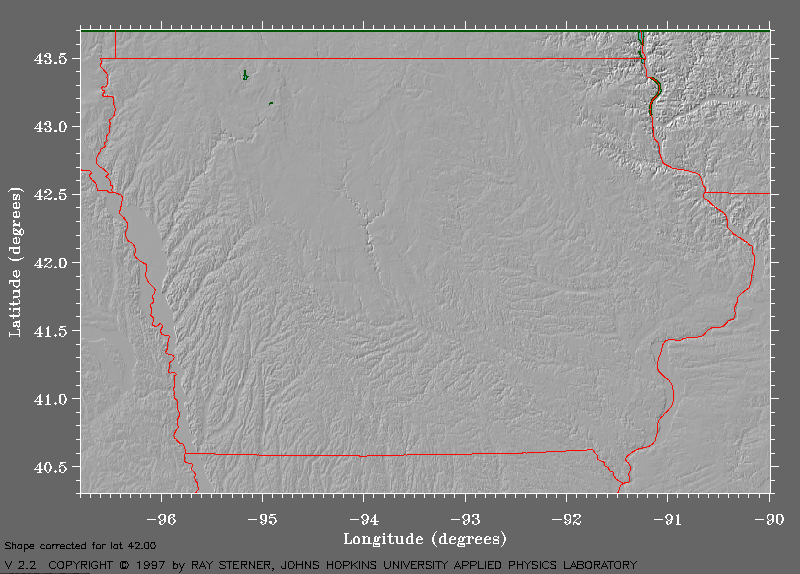 43.5
43.0
42.5
42.0
41.5
41.0
40.5
Latitude (degrees)
-96 -95 -94 -93 -92 -91 -90
Longitude (degrees)
Shape corrected for lat 42.00
V 2.2 COPYRIGHT © 1997 by RAY STERNER, JOHNS HOPKINS UNIVERSITY APPLIED PHYSICS LABORATORY